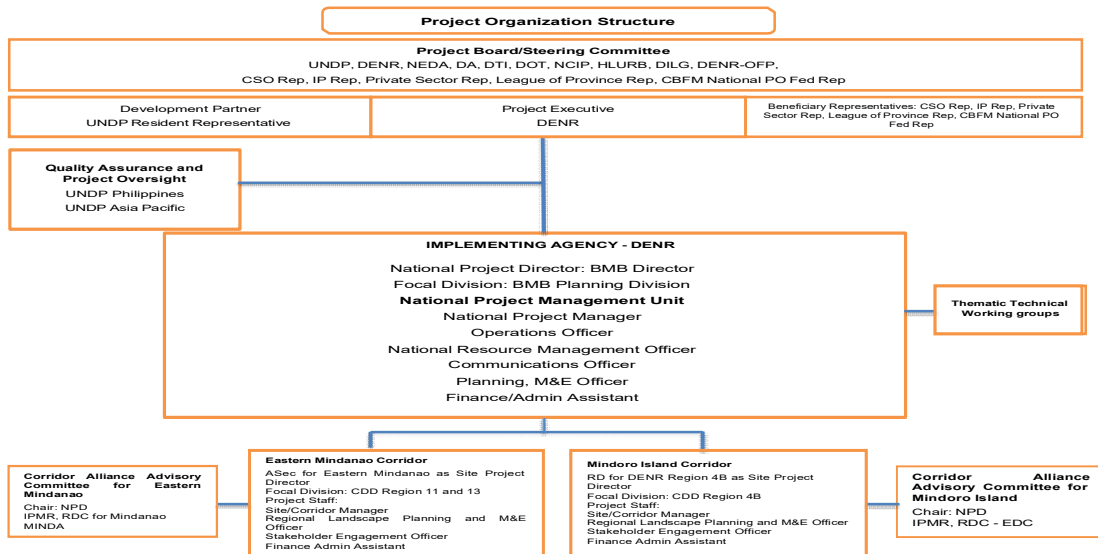 Project Organization Structure
Project Board/Steering Committee
UNDP, DENR, NEDA, DA, DTI, DOT, NCIP, HLURB, DILG, DENR-OFP,
CSO Rep, IP Rep, Private Sector Rep, League of Province Rep, CBFM National PO Fed Rep
Development Partner
UNDP Resident Representative
Project Executive
DENR
Beneficiary Representatives: CSO Rep, IP Rep, Private
Sector Rep, League of Province Rep, CBFM National PO
Fed Rep
Quality Assurance and
Project Oversight
UNDP Philippines
UNDP Asia Pacific
IMPLEMENTING AGENCY - DENR
National Project Director: BMB Director
Focal Division: BMB Planning Division
National Project Management Unit
National Project Manager
Operations Officer
National Resource Management Officer
Communications Officer
Planning, M&E Officer
Finance/Admin Assistant
Thematic Technical
Working groups
Corridor Alliance Advisory
Committee for Eastern
Mindanao
Chair: NPD
IPMR, RDC for Mindanao
MINDA
Eastern Mindanao Corridor
ASec for Eastern Mindanao as Site Project
Director
Focal Division: CDD Region 11 and 13
Project Staff:
Site/Corridor Manager
Regional Landscape Planning and M&E
Officer
Stakeholder Engagement Officer
Finance Admin Assistant
Mindoro Island Corridor
RD for DENR Region 4B as Site Project
Director
Focal Division: CDD Region 4B
Project Staff:
Site/Corridor Manager
Regional Landscape Planning and M&E Officer
Stakeholder Engagement Officer
Finance Admin Assistant
Corridor Alliance
Advisory Committee for
Mindoro Island
Chair: NPD
IPMR, RDC - EDC